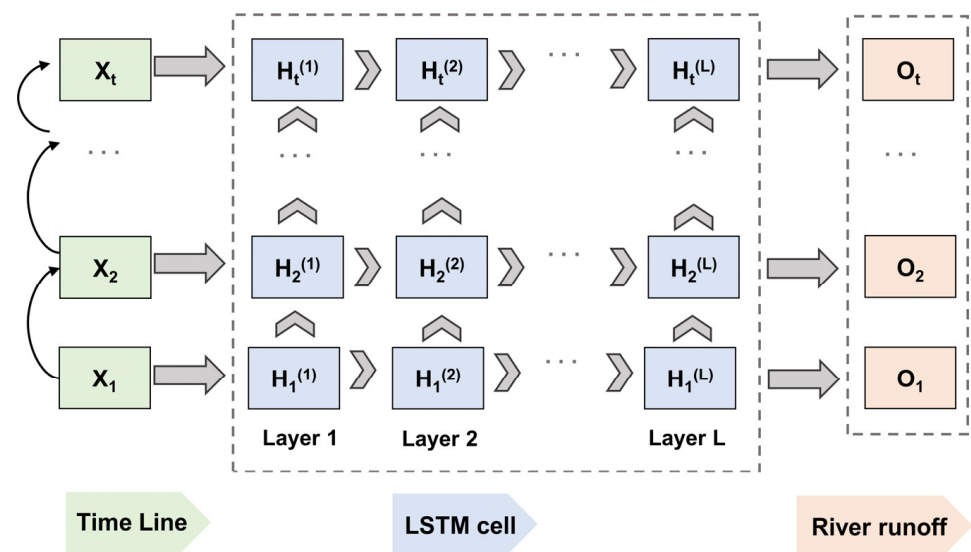 Xₜ Hₜ⁽¹⁾ Hₜ⁽²⁾ ... Hₜ⁽ᴸ⁾ Oₜ
... ... ... ... ...
X₂ H₂⁽¹⁾ H₂⁽²⁾ ... H₂⁽ᴸ⁾ O₂
X₁ H₁⁽¹⁾ H₁⁽²⁾ ... H₁⁽ᴸ⁾ O₁
Layer 1 Layer 2 Layer L
Time Line LSTM cell River runoff